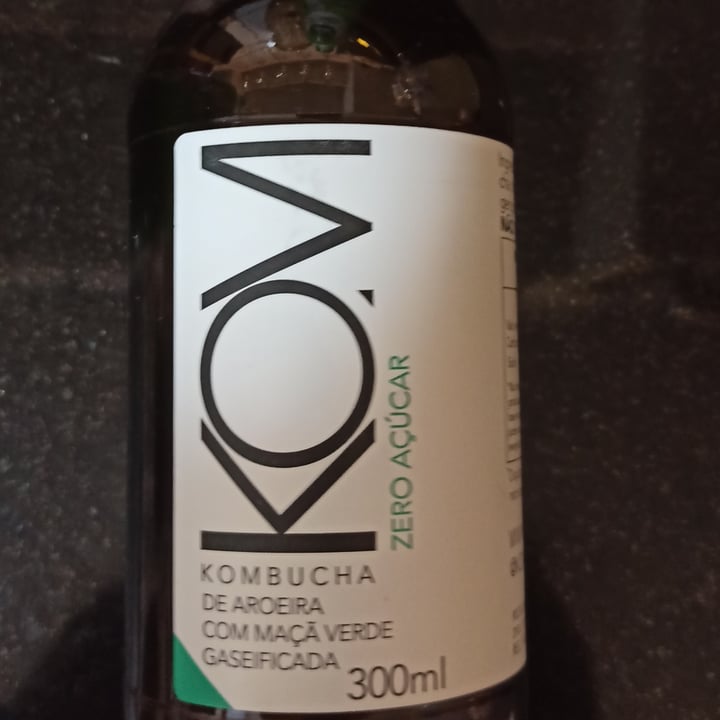 KOM
ZERO AÇÚCAR
KOMBUCHA
DE AROEIRA
COM MAÇÃ VERDE
GASEIFICADA
300ml